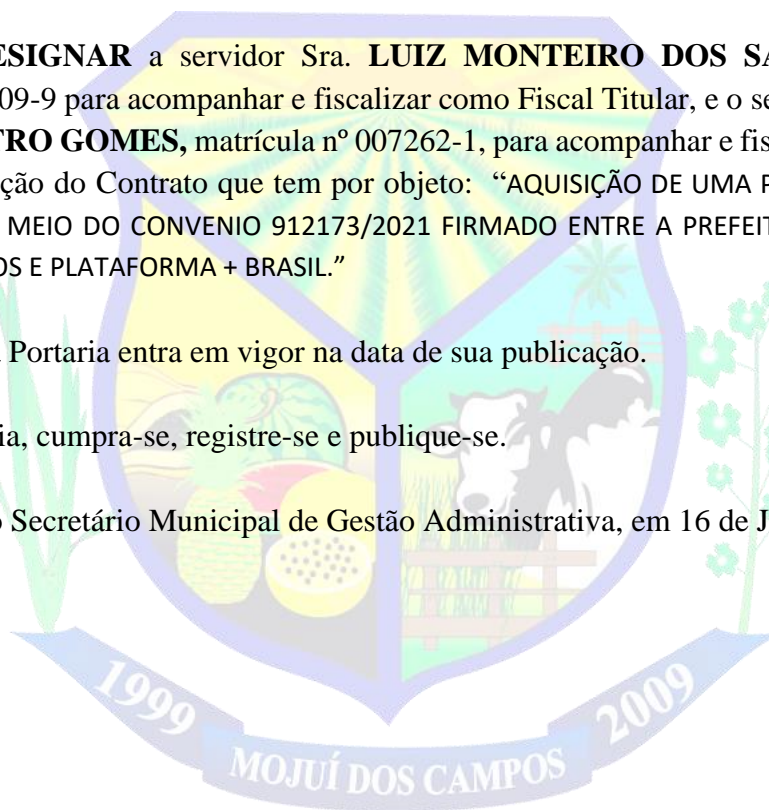 ESIGNAR a servidor Sra. LUIZ MONTEIRO DOS SA
09-9 para acompanhar e fiscalizar como Fiscal Titular, e o se
TRO GOMES, matrícula nº 007262-1, para acompanhar e fis
ção do Contrato que tem por objeto: “AQUISIÇÃO DE UMA P
MEIO DO CONVENIO 912173/2021 FIRMADO ENTRE A PREFEIT
OS E PLATAFORMA + BRASIL.”
a Portaria entra em vigor na data de sua publicação.
ia, cumpra-se, registre-se e publique-se.
o Secretário Municipal de Gestão Administrativa, em 16 de J
1999 MOJUÍ DOS CAMPOS 2009